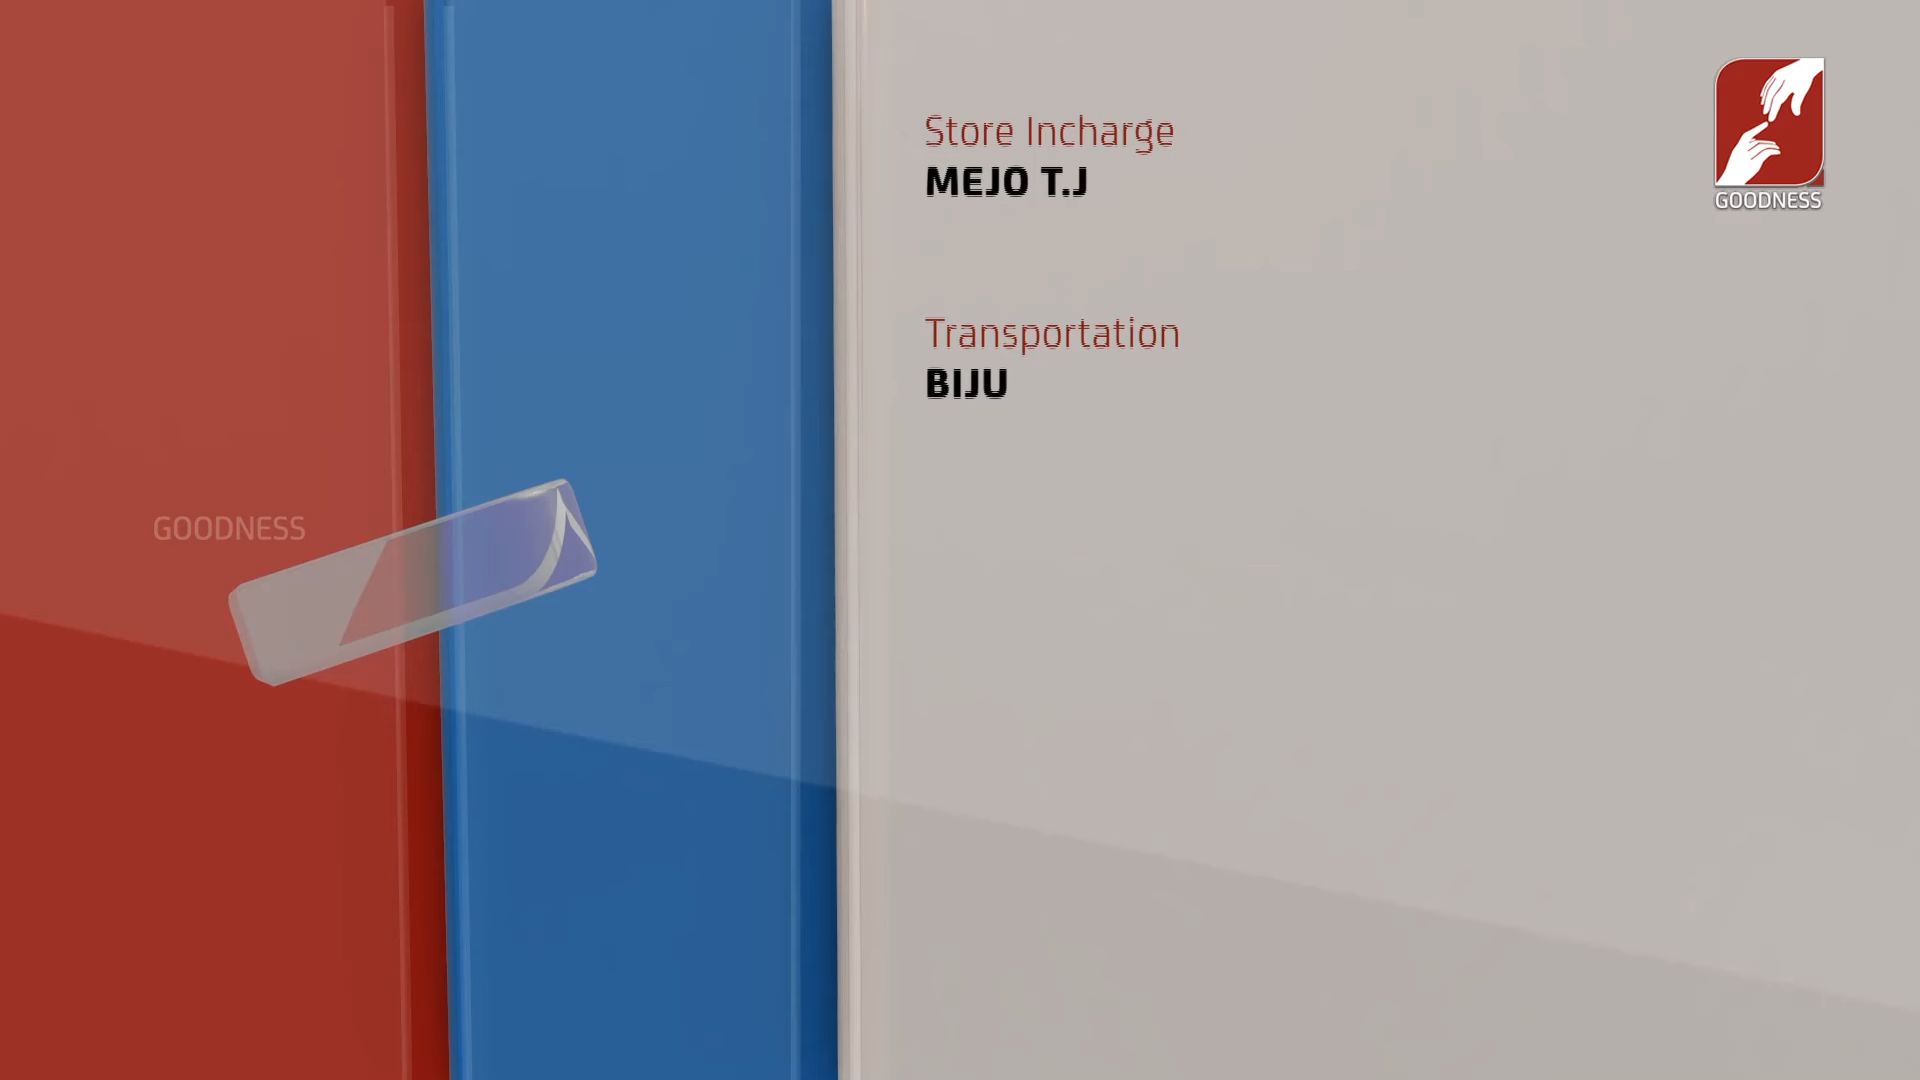 Store Incharge
MEJO T.J
GOODNESS
Transportation
BIJU
GOODNESS